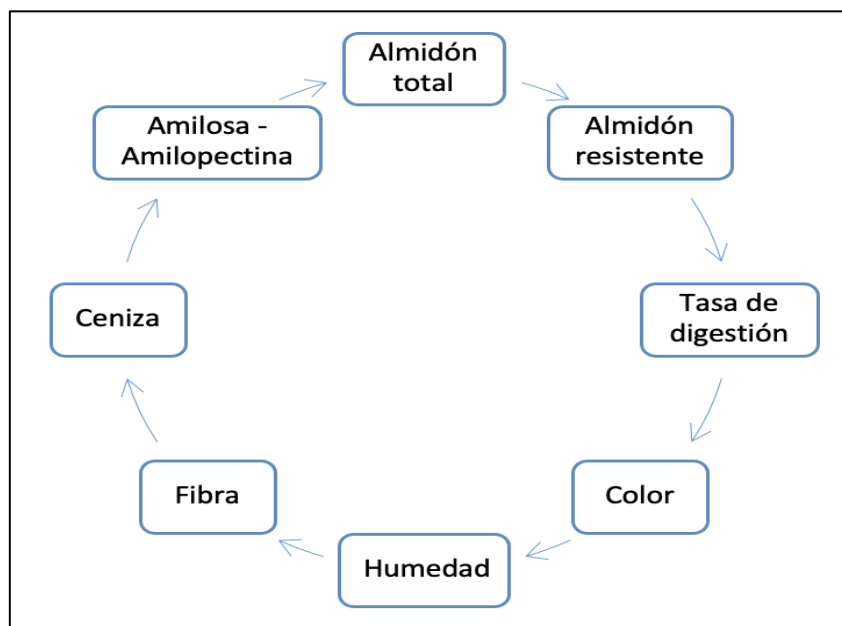 Almidón
total
Almidón
resistente
Tasa de
digestión
Color
Humedad
Fibra
Ceniza
Amilosa -
Amilopectina